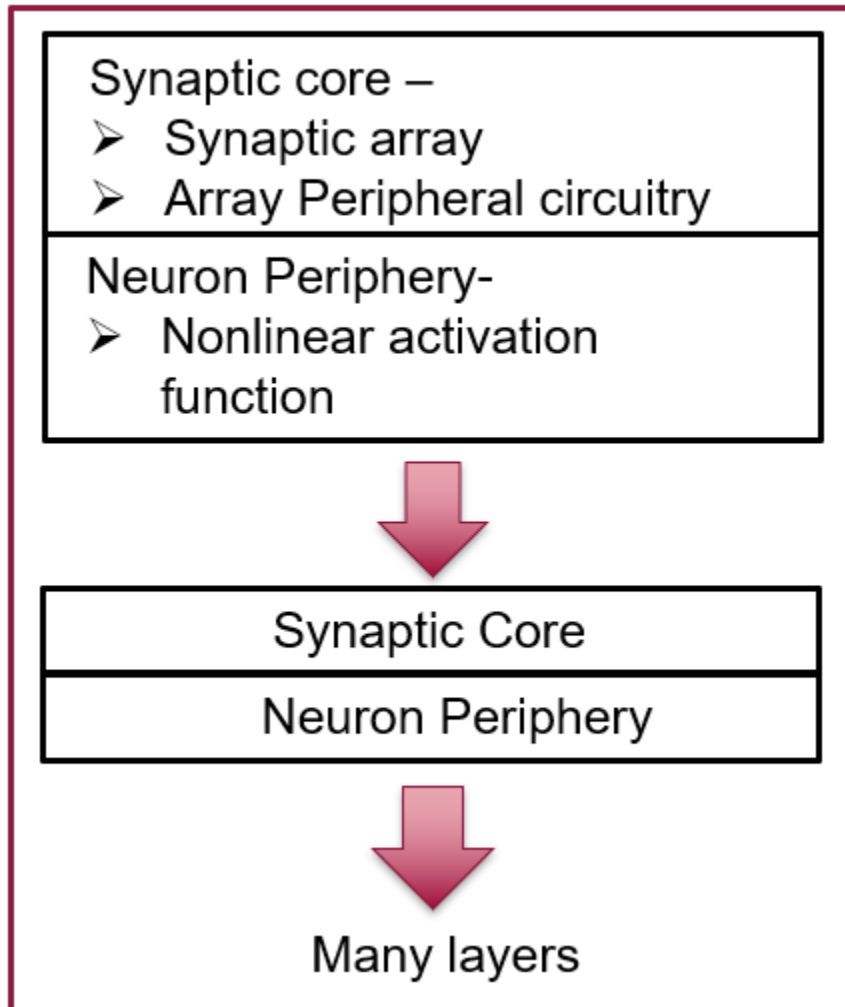 Synaptic core –
➢ Synaptic array
➢ Array Peripheral circuitry
Neuron Periphery-
➢ Nonlinear activation
function
Synaptic Core
Neuron Periphery
Many layers